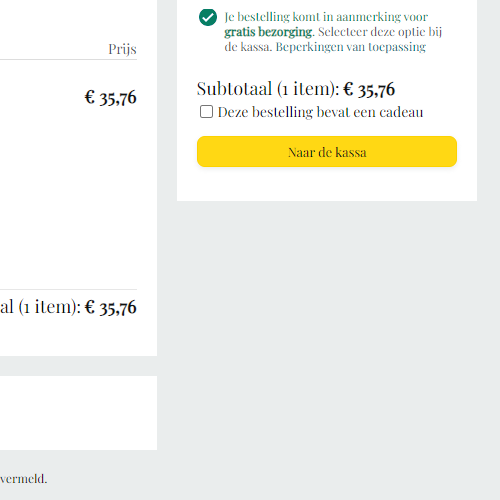 Prijs
€ 35,76
al (1 item): € 35,76
vermeld.
Je bestelling komt in aanmerking voor
gratis bezorging. Selecteer deze optie bij
de kassa. Beperkingen van toepassing
Subtotaal (1 item): € 35,76
Deze bestelling bevat een cadeau
Naar de kassa